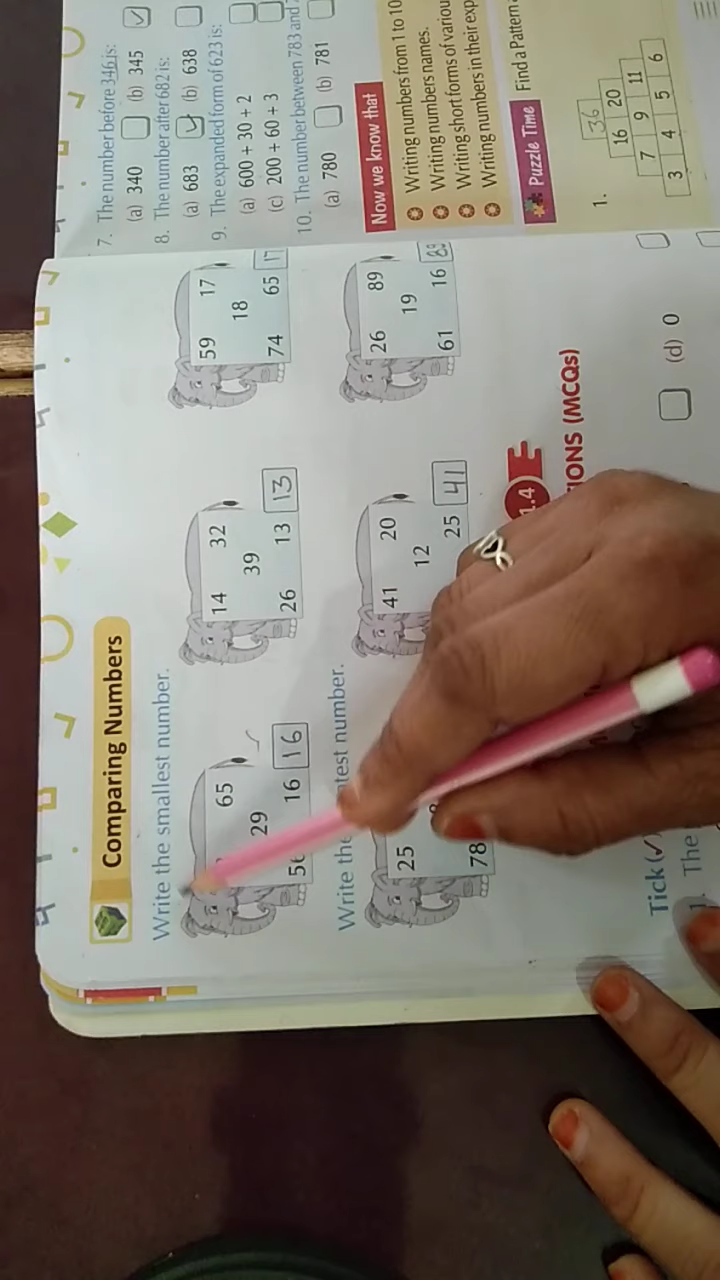 Comparing Numbers
Write the smallest number.
65
29
16
16
14 32
39
26 13
13
59 17
18
74 65
17
Write the
test number.
25
78
41 20
12
25
41
26 89
19
61 16
89
1.4
IONS (MCQs)
Tick (✓)
1. The
(d) 0
7. The number before 346 is:
(a) 340 (b) 345 ✓
8. The number after 682 is:
(a) 683 ✓ (b) 638
9. The expanded form of 623 is:
(a) 600 + 30 + 2
(c) 200 + 60 + 3
10. The number between 783 and
(a) 780 (b) 781
Now we know that
Writing numbers from 1 to 10
Writing numbers names.
Writing short forms of variou
Writing numbers in their exp
Puzzle Time Find a Pattern
1.
36
16 20
7 9 11
3 4 5 6